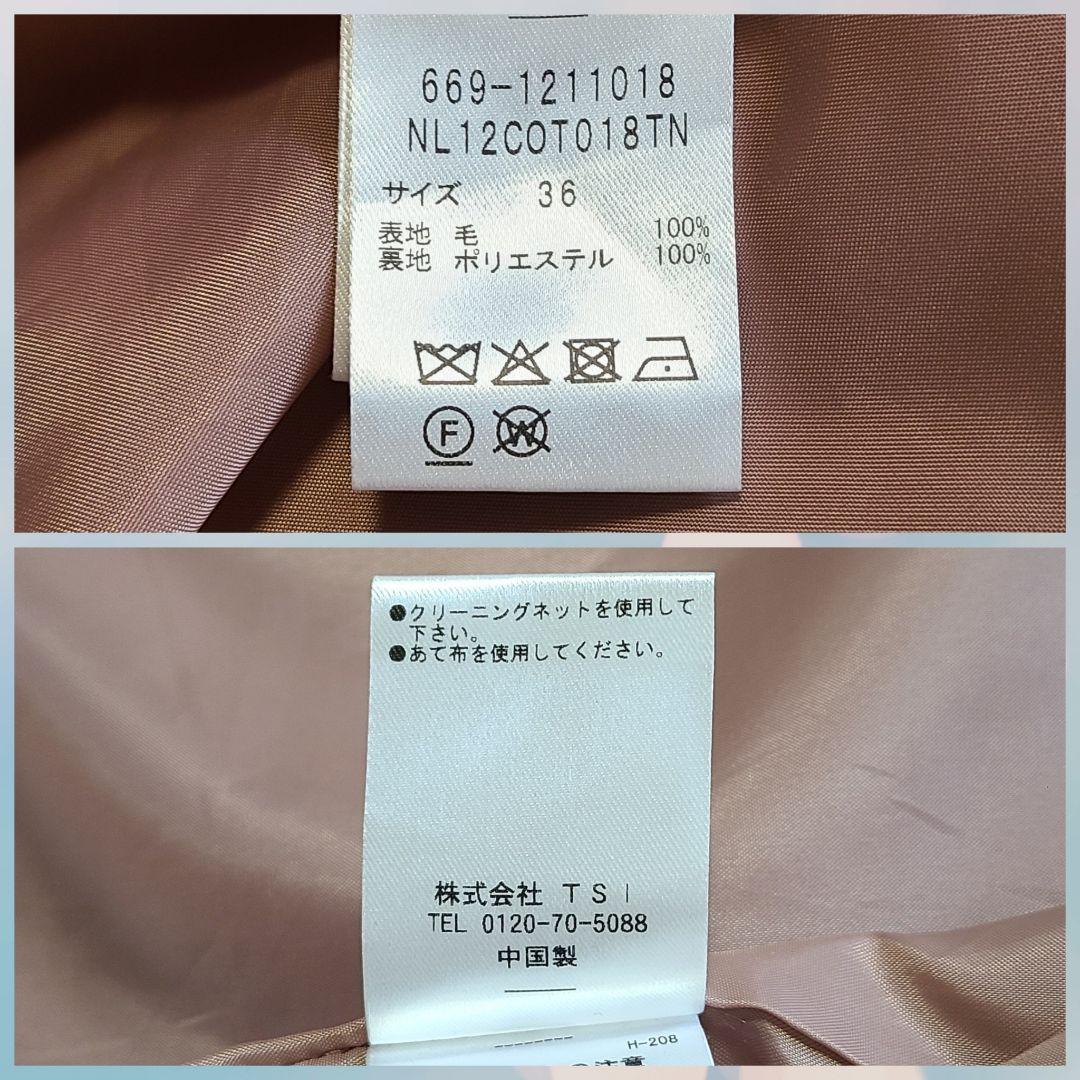 669-1211018
NL12COT018TN
サイズ 36
表地 毛 100%
裏地 ポリエステル 100%
F
W
●クリーニングネットを使用して
下さい。
●あて布を使用してください。
株式会社 TSI
TEL 0120-70-5088
中国製
H-208
の注意